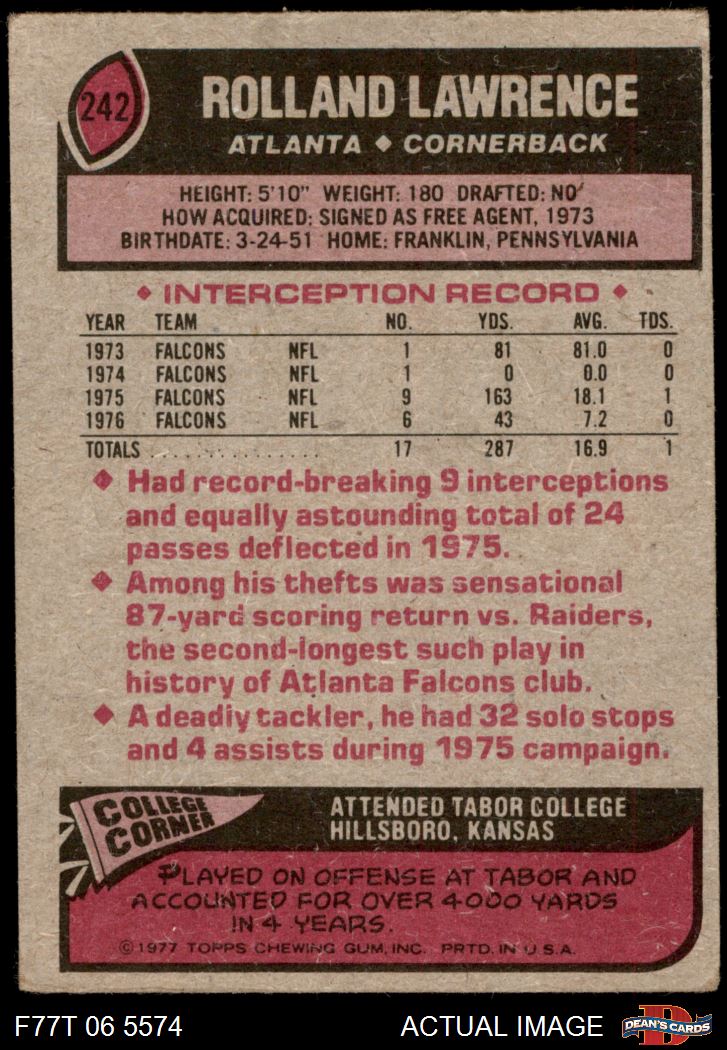 242
ROLLAND LAWRENCE
ATLANTA ◆ CORNERBACK
HEIGHT: 5'10" WEIGHT: 180 DRAFTED: NO
HOW ACQUIRED: SIGNED AS FREE AGENT, 1973
BIRTHDATE: 3-24-51 HOME: FRANKLIN, PENNSYLVANIA
◆ INTERCEPTION RECORD ◆
YEAR TEAM NO. YDS. AVG. TDS.
1973 FALCONS NFL 1 81 81.0 0
1974 FALCONS NFL 1 0 0.0 0
1975 FALCONS NFL 9 163 18.1 1
1976 FALCONS NFL 6 43 7.2 0
TOTALS . . . . . . . . . . . . . . . . 17 287 16.9 1
◆ Had record-breaking 9 interceptions
and equally astounding total of 24
passes deflected in 1975.
◆ Among his thefts was sensational
87-yard scoring return vs. Raiders,
the second-longest such play in
history of Atlanta Falcons club.
◆ A deadly tackler, he had 32 solo stops
and 4 assists during 1975 campaign.
COLLEGE
CORNER
ATTENDED TABOR COLLEGE
HILLSBORO, KANSAS
PLAYED ON OFFENSE AT TABOR AND
ACCOUNTED FOR OVER 4000 YARDS
IN 4 YEARS.
©1977 TOPPS CHEWING GUM, INC. PRTD. IN U.S.A.
F77T 06 5574
ACTUAL IMAGE
D
DEAN'S CARDS